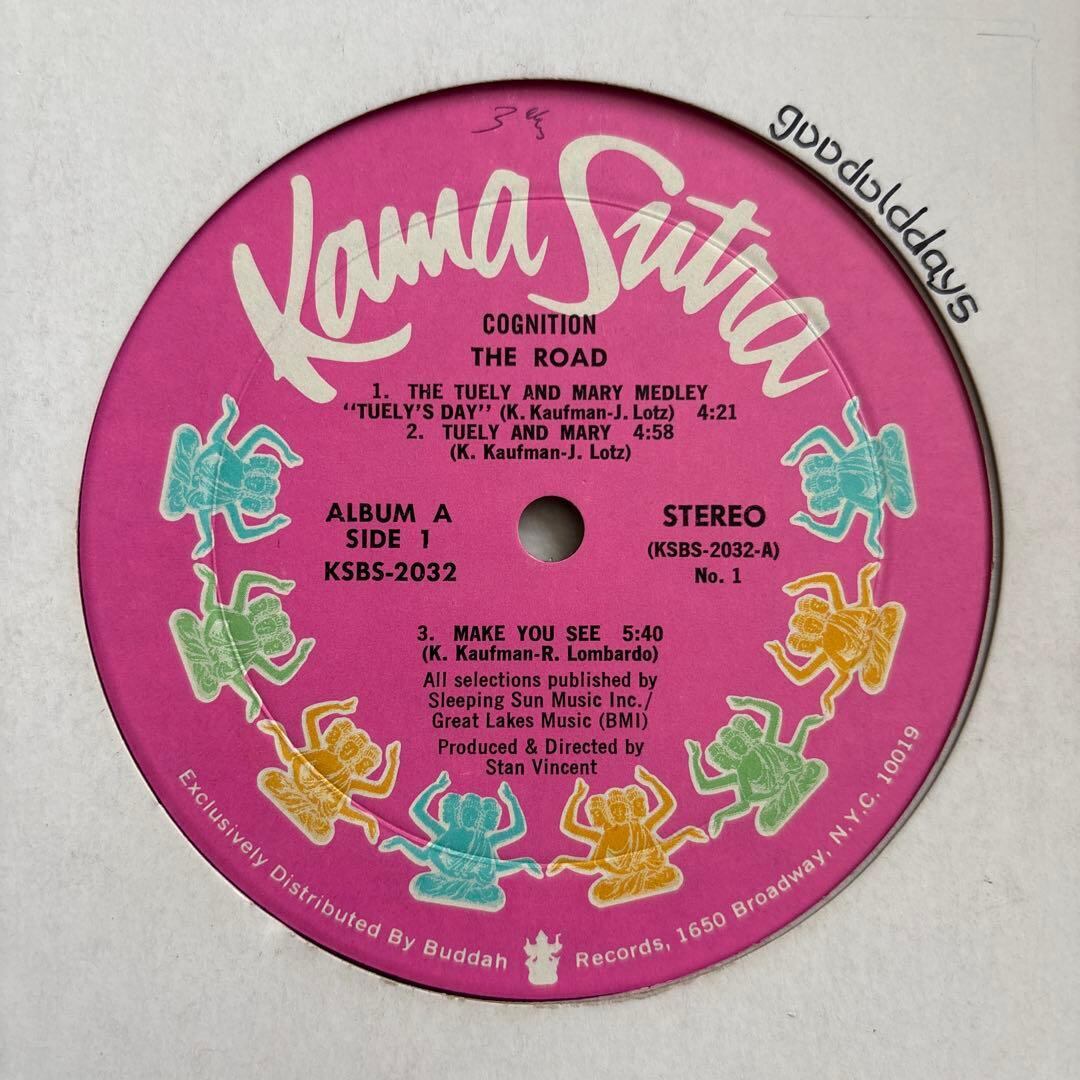 goodolddays
Kama Sutra
COGNITION
THE ROAD
1. THE TUELY AND MARY MEDLEY
“TUELY'S DAY” (K. Kaufman-J. Lotz) 4:21
2. TUELY AND MARY 4:58
(K. Kaufman-J. Lotz)
ALBUM A
SIDE 1
KSBS-2032
STEREO
(KSBS-2032-A)
No. 1
3. MAKE YOU SEE 5:40
(K. Kaufman-R. Lombardo)
All selections published by
Sleeping Sun Music Inc./
Great Lakes Music (BMI)
Produced & Directed by
Stan Vincent
Exclusively Distributed By Buddah Records, 1650 Broadway, N.Y.C. 10019